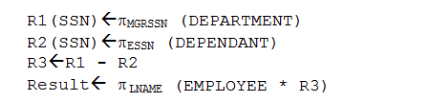 R1(SSN)←πMGRSSN (DEPARTMENT)
R2(SSN)←πESSN (DEPENDANT)
R3←R1 - R2
Result← πLNAME (EMPLOYEE * R3)